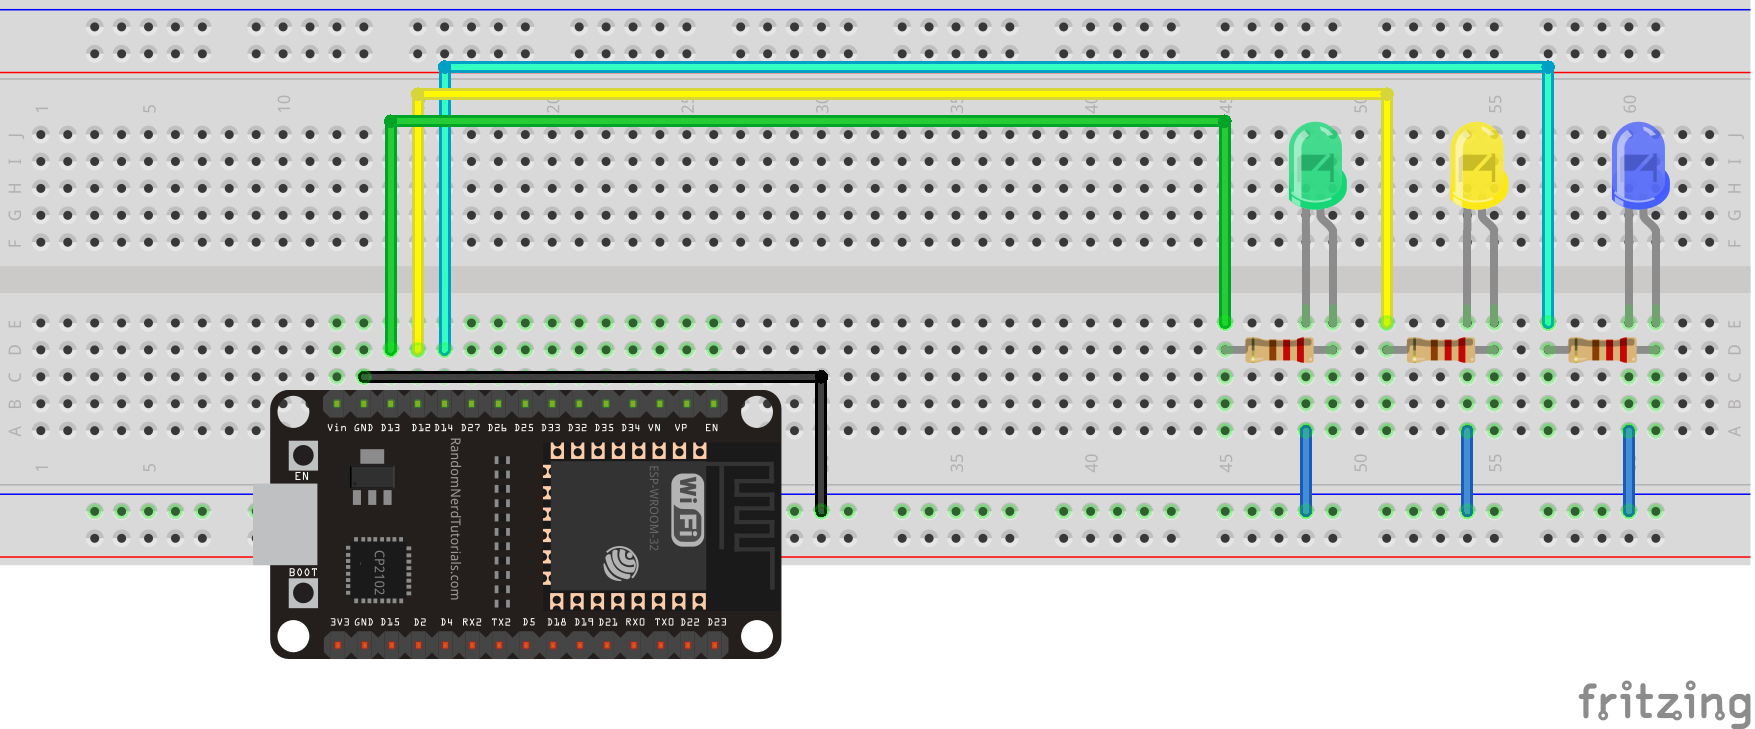 1 5 10 20 25 30 35 40 45 50 55 60
J J
I I
H H
G G
F F
E E
D D
C C
B B
A A
Vin GND D13 D12 D14 D27 D26 D25 D33 D32 D35 D34 VN VP EN
1 5 35 40 45 50 55
EN
RandomNerdTutorials.com
ESP-WROOM-32
WiFi
CP2102
BOOT
3V3 GND D15 D2 D4 RX2 TX2 D5 D18 D19 D21 RX0 TX0 D22 D23
fritzing